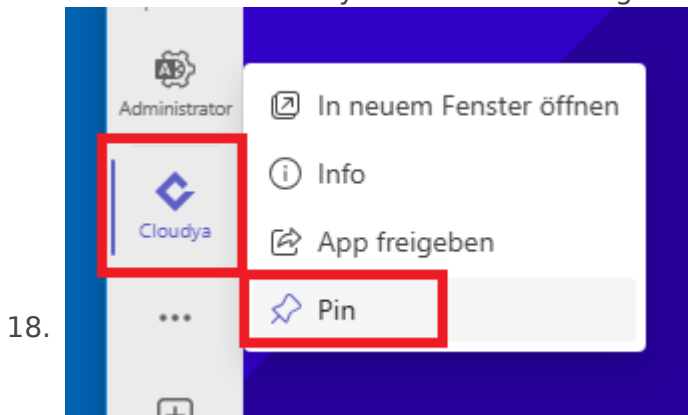 Administrator
In neuem Fenster öffnen
Info
Cloudya
App freigeben
Pin
18.